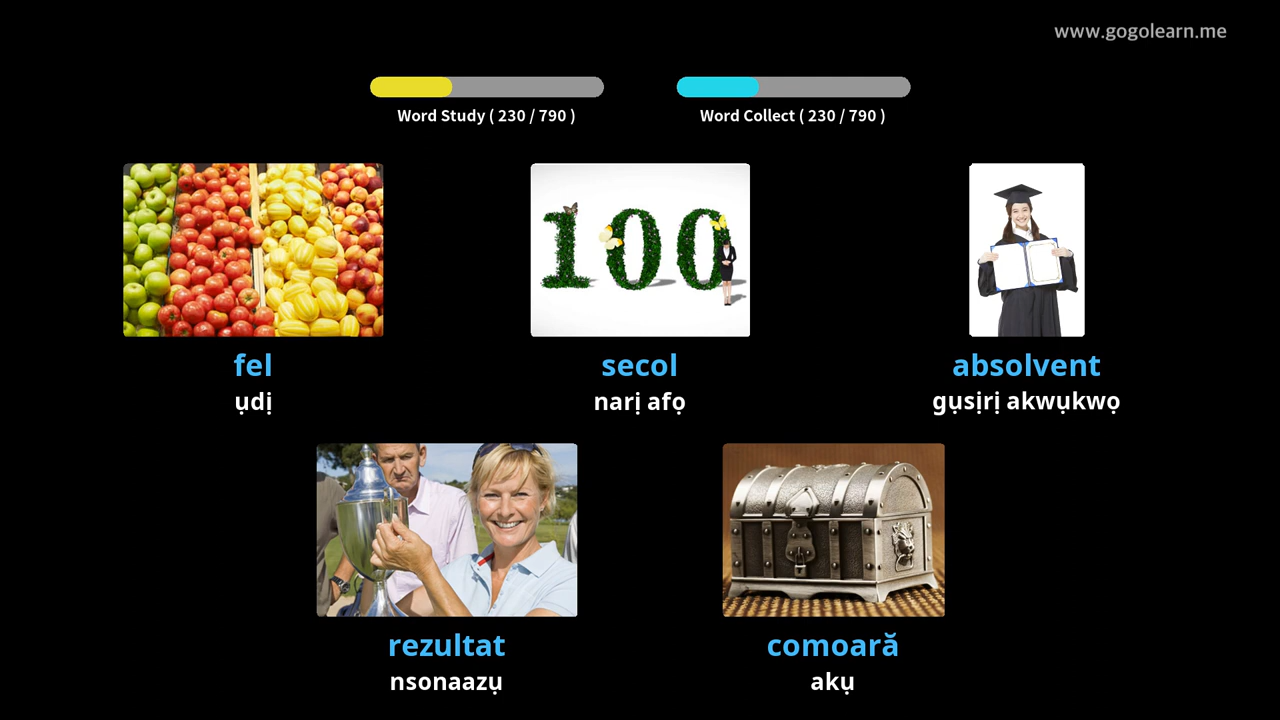 www.gogolearn.me
Word Study ( 230 / 790 )
Word Collect ( 230 / 790 )
100
fel
ụdị
secol
narị afọ
absolvent
gụsịrị akwụkwọ
rezultat
nsonaazụ
comoară
akụ